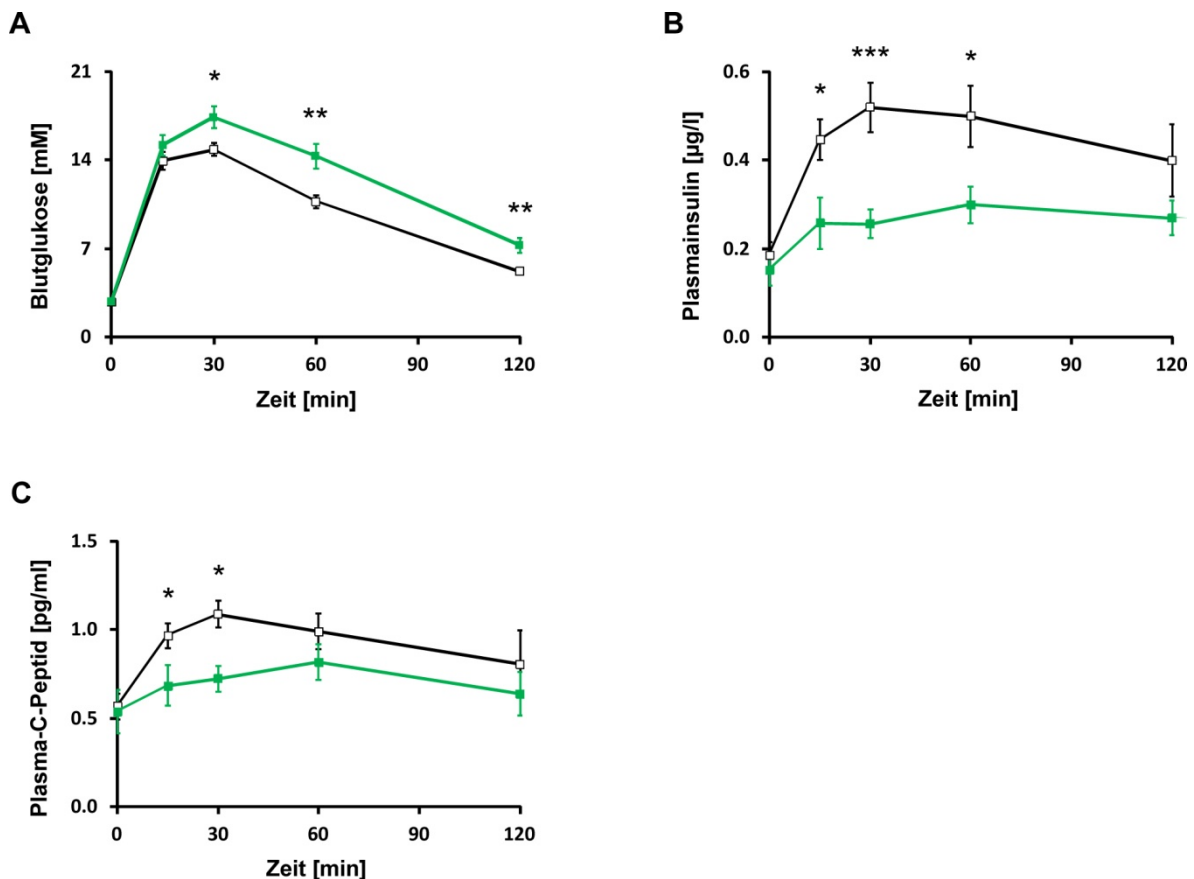 A
Blutglukose [mM]
21
14
7
0
*
**
**
0 30 60 90 120
Zeit [min]
B
Plasmainsulin [µg/l]
0.6
0.4
0.2
0.0
*
***
*
0 30 60 90 120
Zeit [min]
C
Plasma-C-Peptid [pg/ml]
1.5
1.0
0.5
0.0
*
*
0 30 60 90 120
Zeit [min]